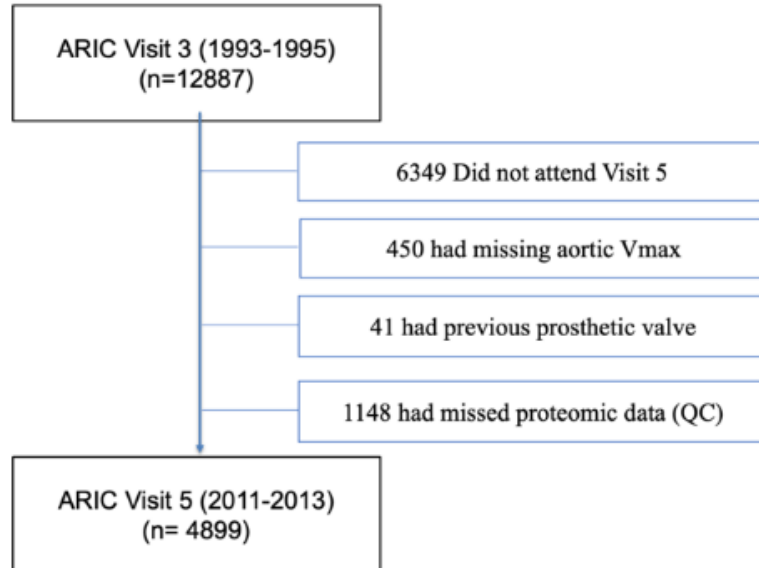 ARIC Visit 3 (1993-1995)
(n=12887)
6349 Did not attend Visit 5
450 had missing aortic Vmax
41 had previous prosthetic valve
1148 had missed proteomic data (QC)
ARIC Visit 5 (2011-2013)
(n= 4899)